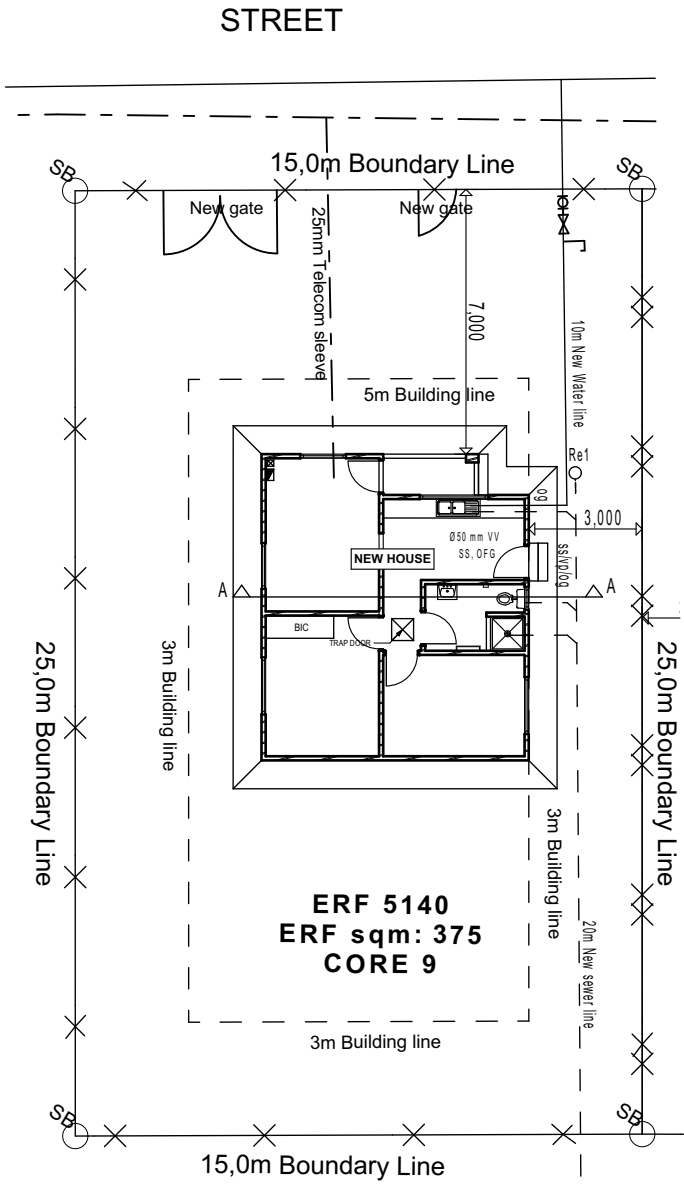 STREET
SB
15,0m Boundary Line
SB
New gate
New gate
25mm Telecom sleeve
7,000
10m New Water line
5m Building line
Re1
og
3,000
Ø50 mm VV
SS, OFG
NEW HOUSE
ss/vp/og
A
A
BIC
TRAP DOOR
25,0m Boundary Line
3m Building line
25,0m Boundary Line
3m Building line
ERF 5140
ERF sqm: 375
CORE 9
20m New sewer line
3m Building line
SB
SB
15,0m Boundary Line